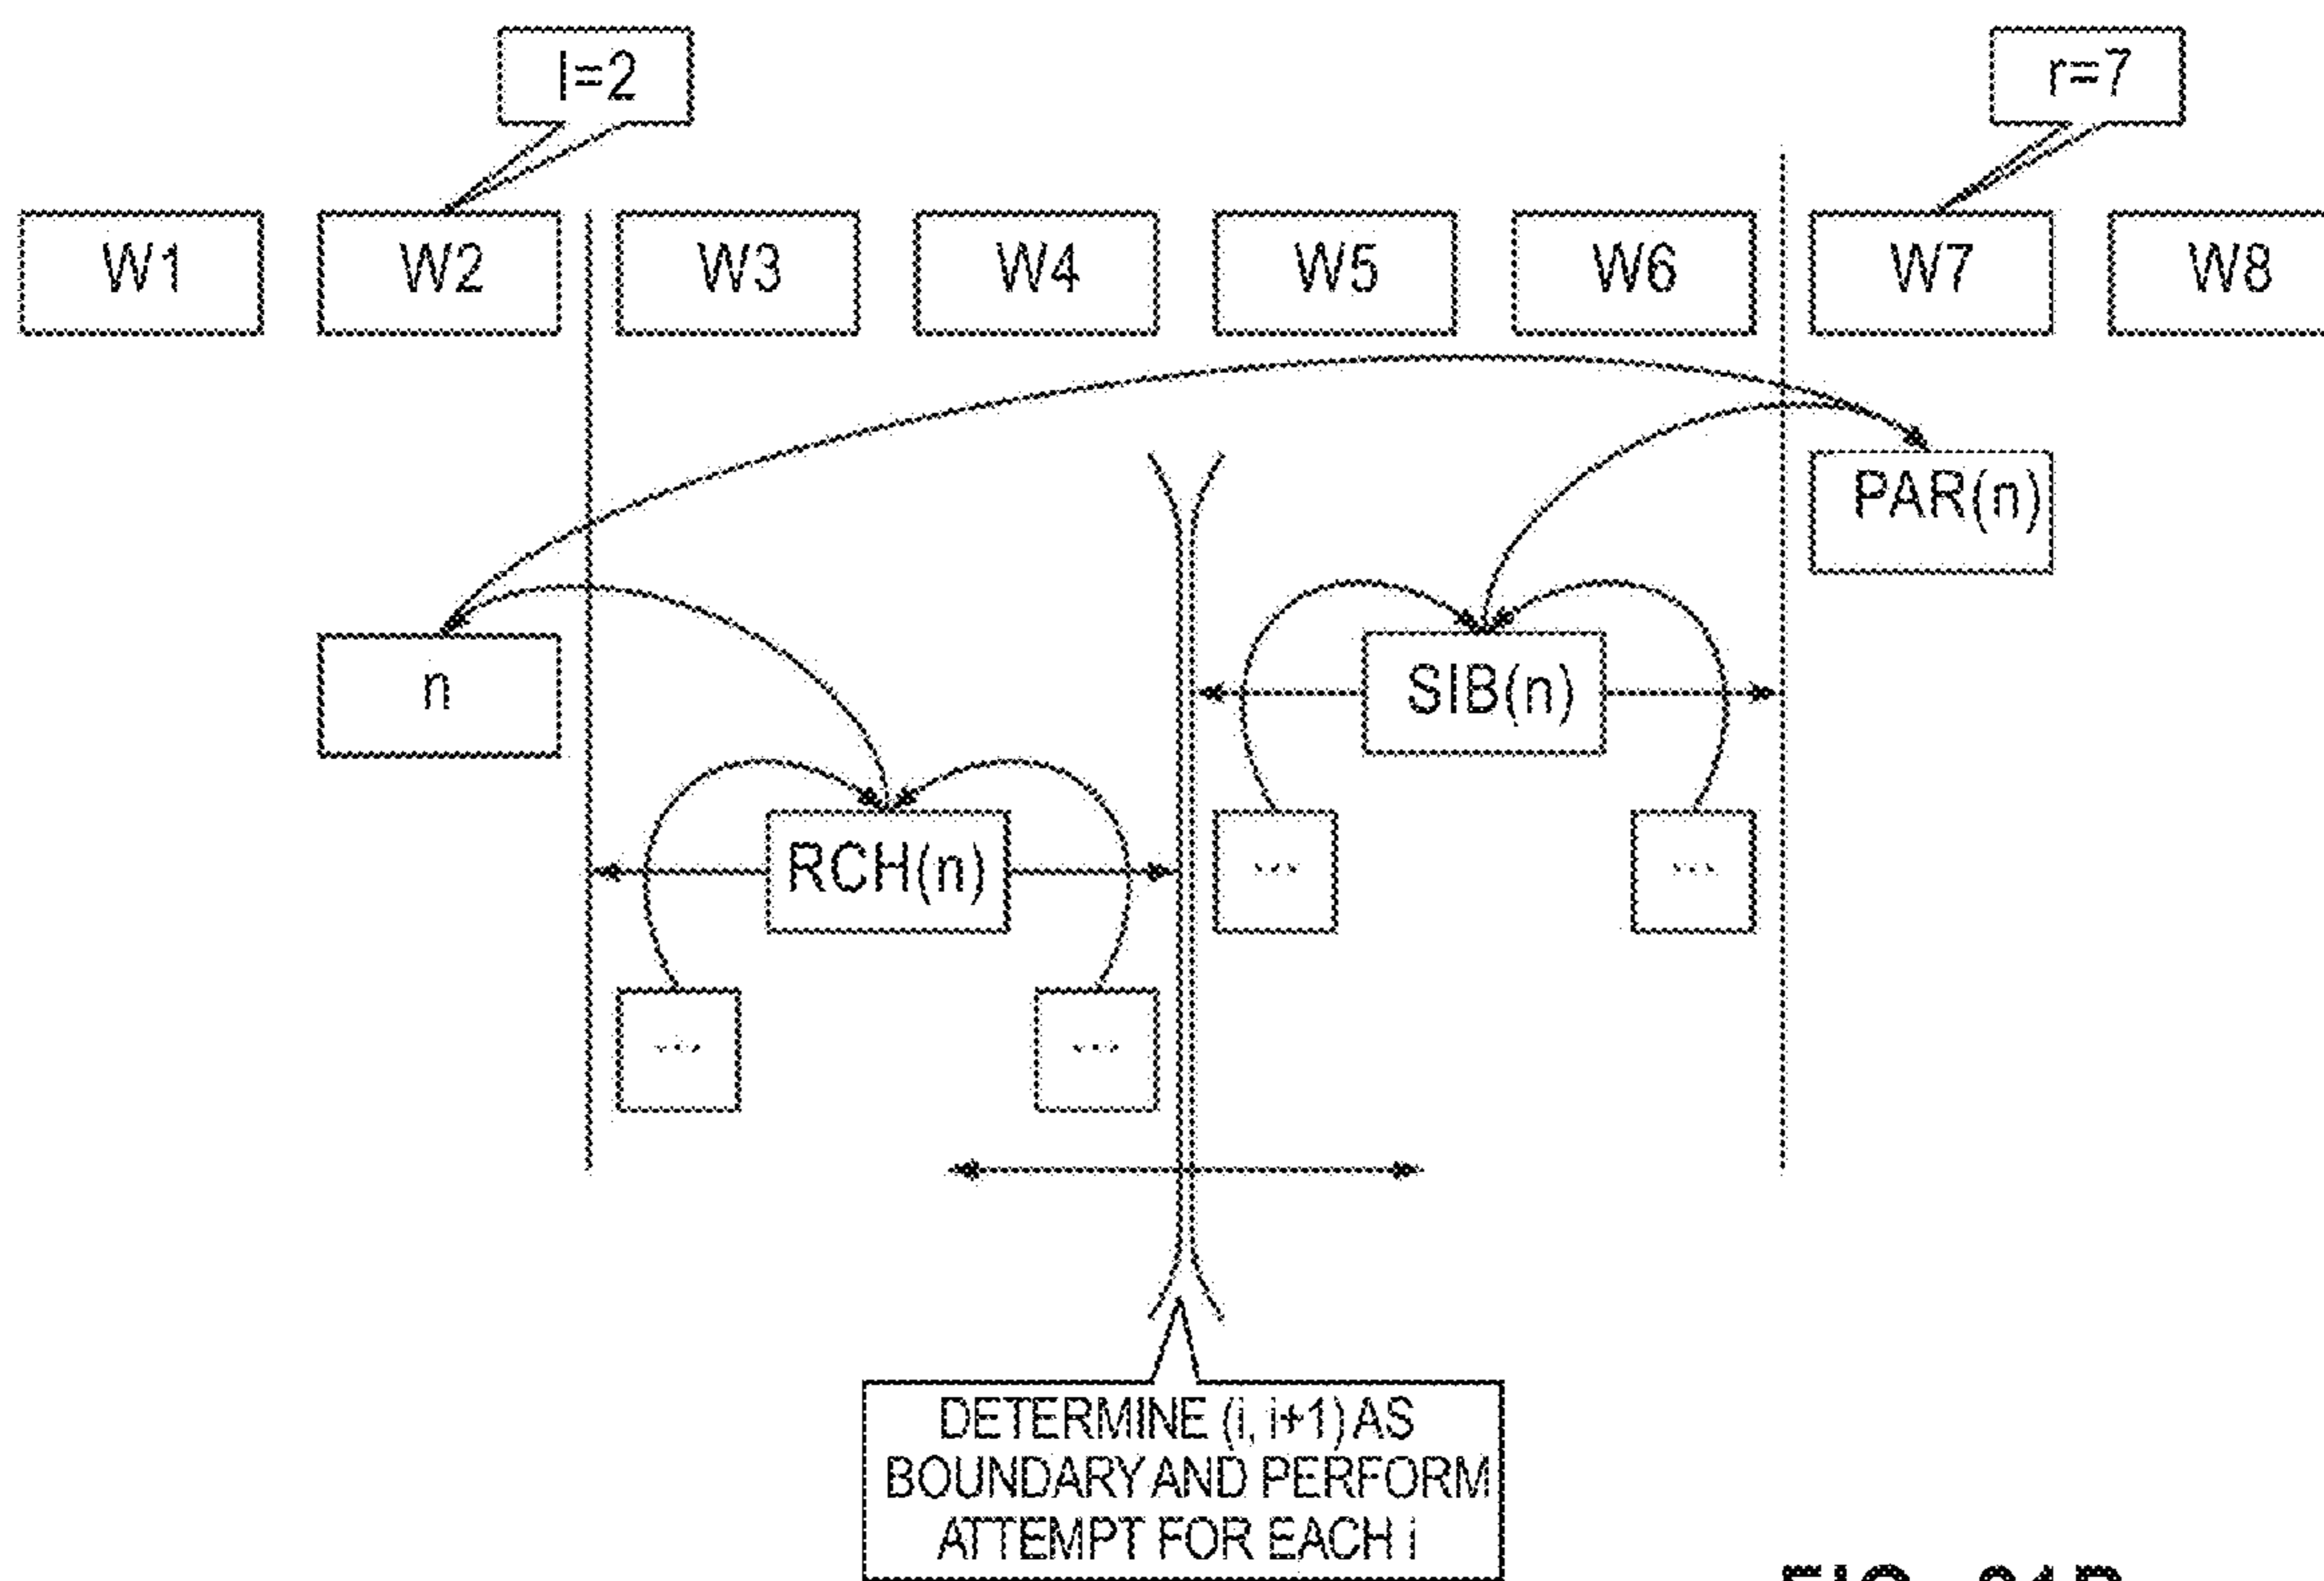 l=2
r=7
W1 W2 W3 W4 W5 W6 W7 W8
PAR(n)
n
SIB(n)
RCH(n)
... ...
... ...
DETERMINE (i, i+1) AS
BOUNDARY AND PERFORM
ATTEMPT FOR EACH i